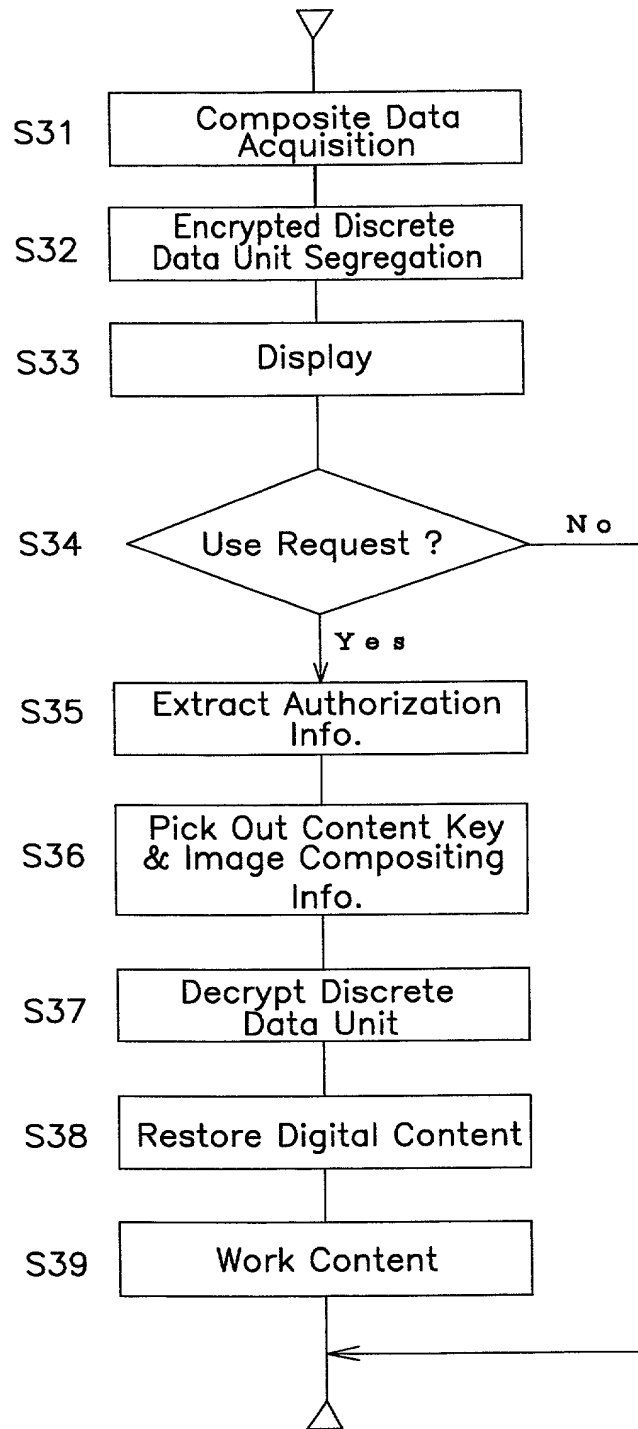 S31
Composite Data
Acquisition
S32
Encrypted Discrete
Data Unit Segregation
S33
Display
S34
Use Request ?
No
Yes
S35
Extract Authorization
Info.
S36
Pick Out Content Key
& Image Compositing
Info.
S37
Decrypt Discrete
Data Unit
S38
Restore Digital Content
S39
Work Content